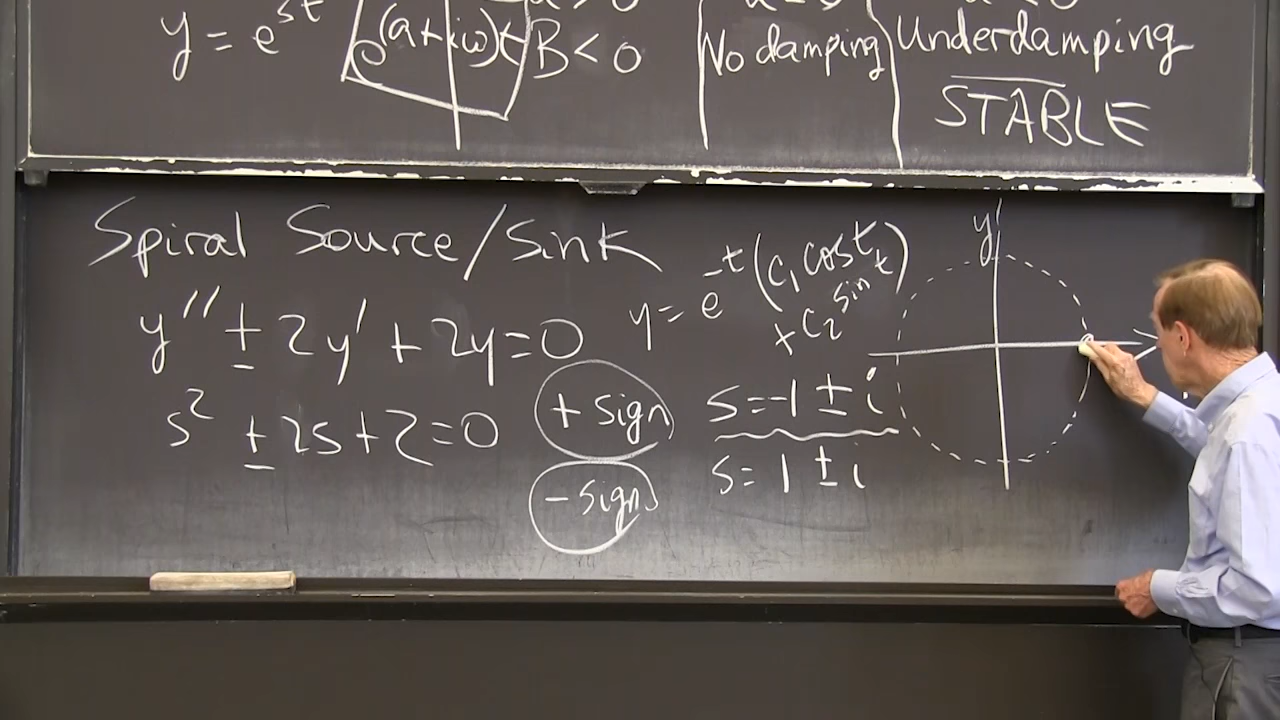 y = e^{st} e^{(a+iω)t} B < 0
No damping
Underdamping
STABLE
Spiral Source/Sink
y'' ± 2y' + 2y = 0
s² ± 2s + 2 = 0
+ sign
- sign
y = e^{-t}(c₁ cos t
+ c₂ sin t)
s = -1 ± i
s = 1 ± i
y'